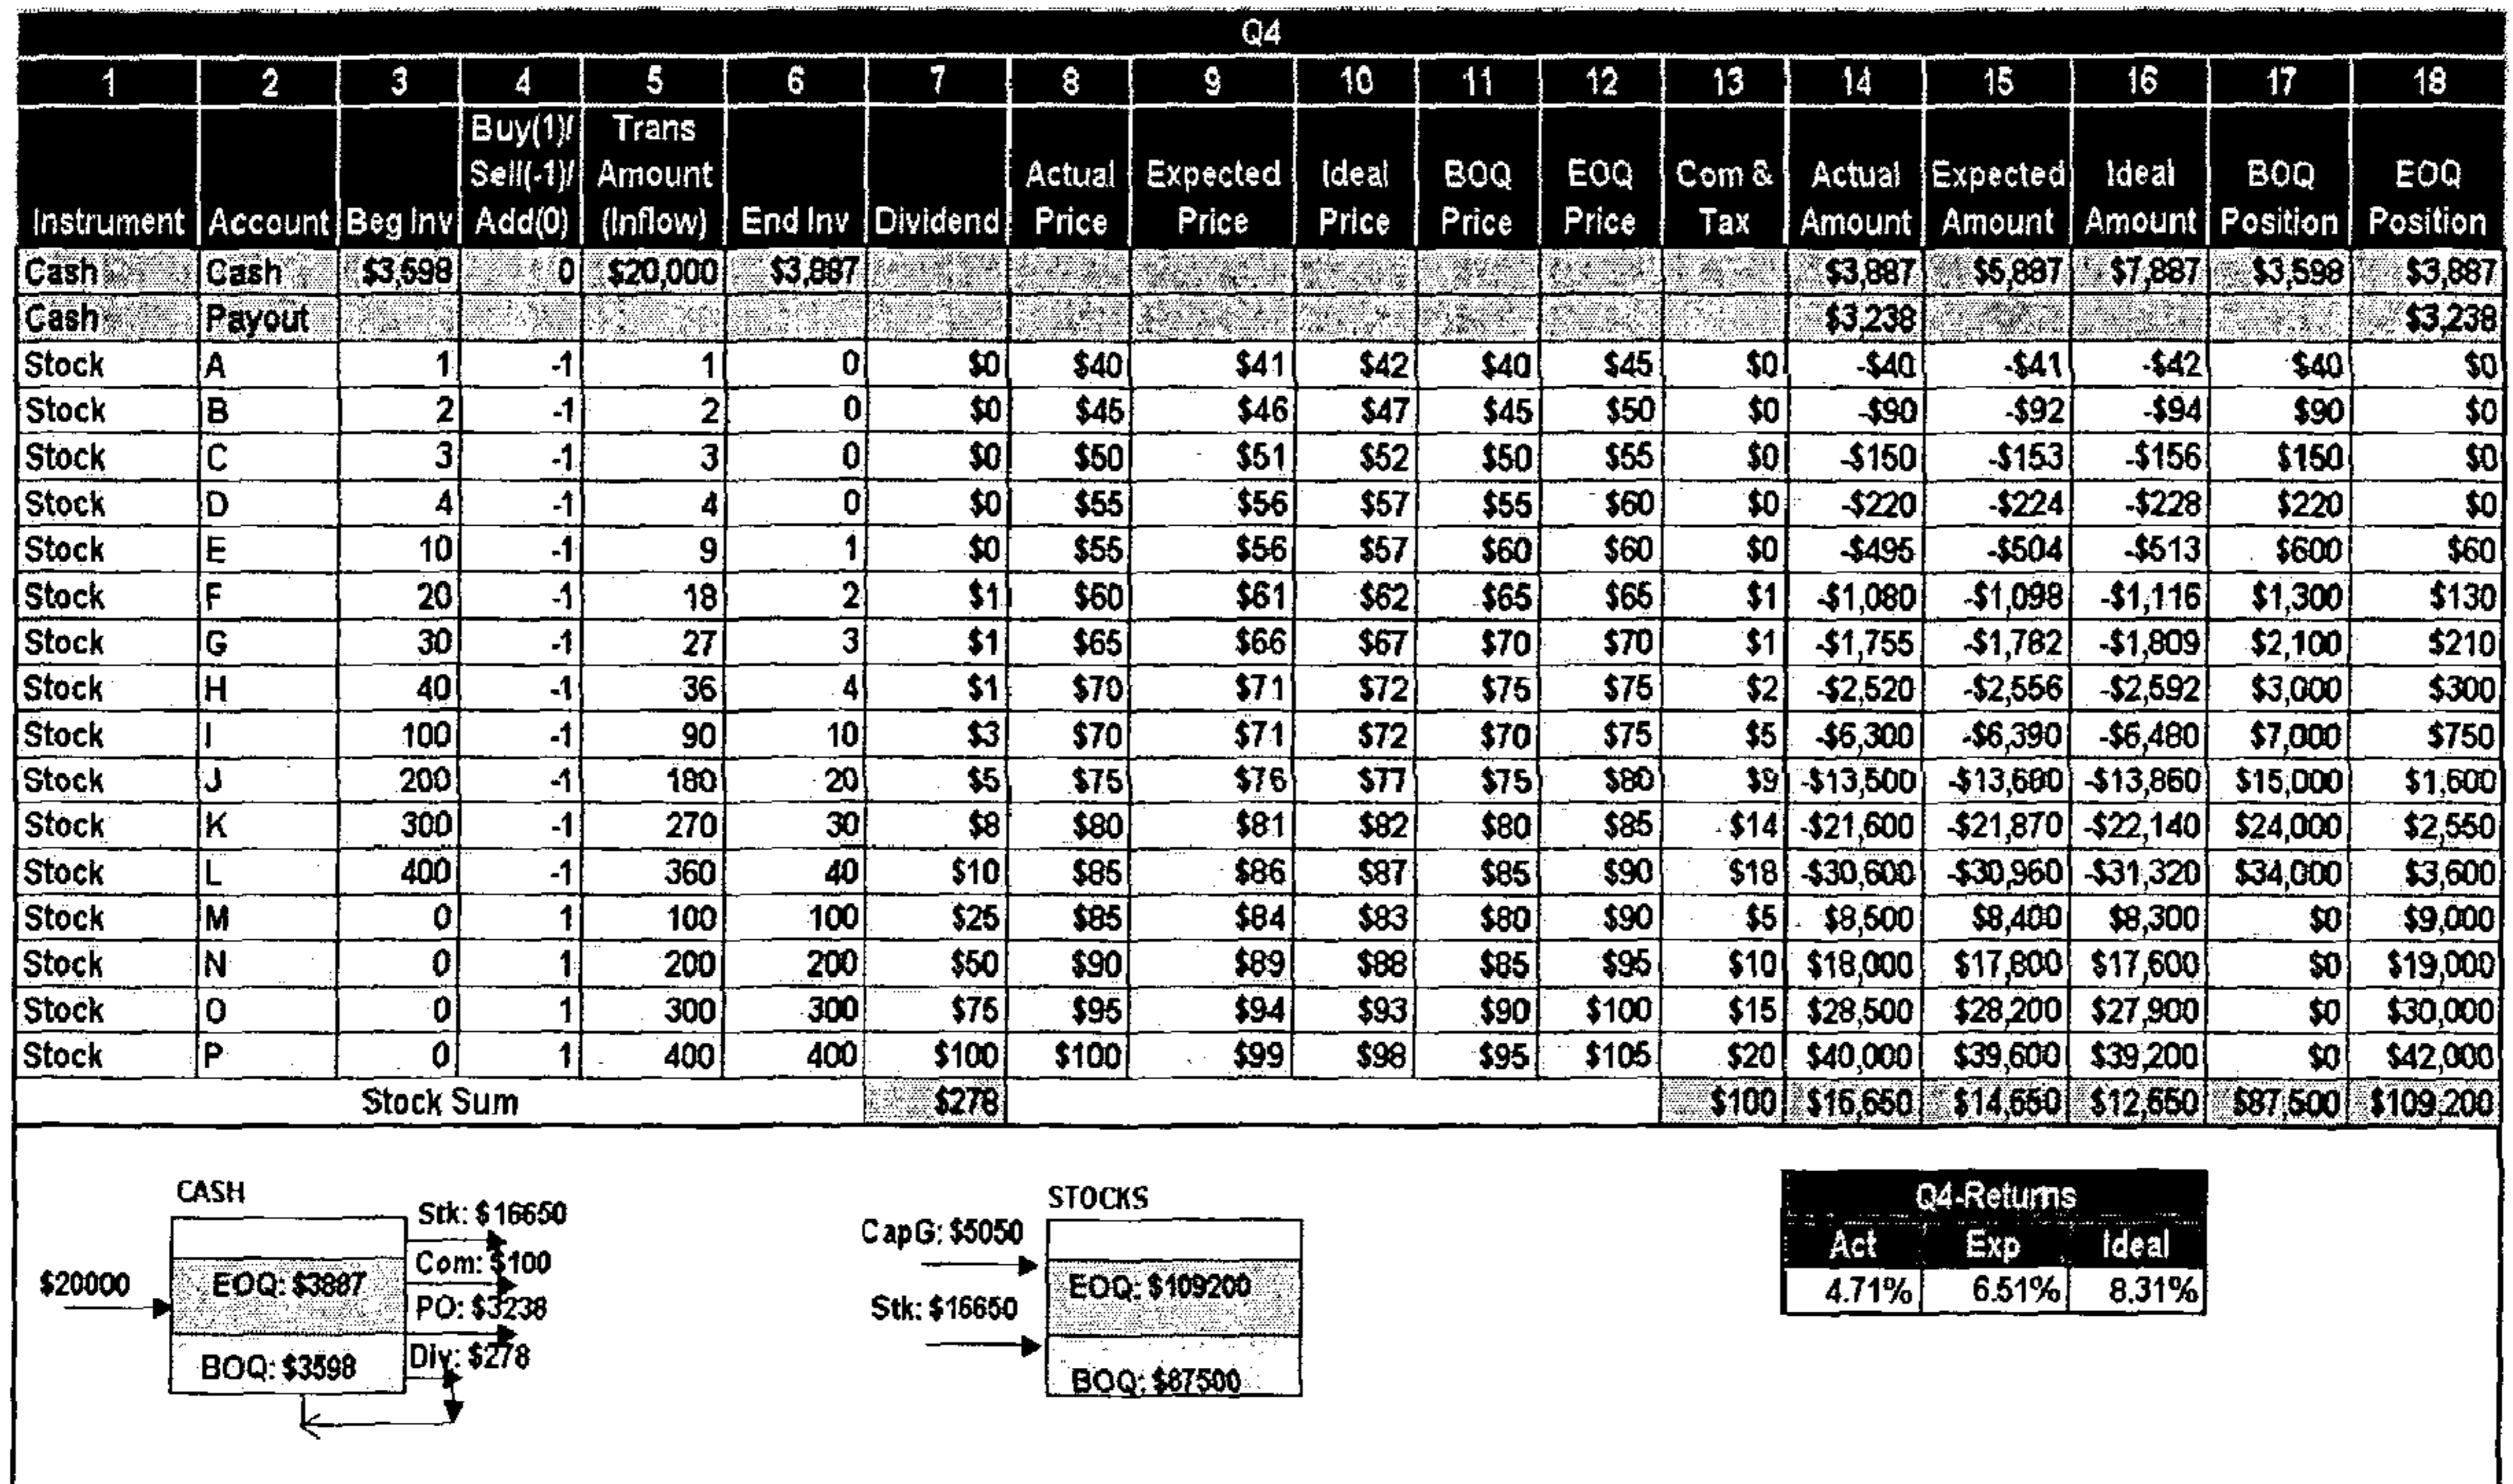 Q4
1 2 3 4 5 6 7 8 9 10 11 12 13 14 15 16 17 18
Instrument Account Beg Inv Buy(1)/ Sell(-1)/ Add(0) Trans Amount (Inflow) End Inv Dividend Actual Price Expected Price Ideal Price BOQ Price EOQ Price Com & Tax Actual Amount Expected Amount Ideal Amount BOQ Position EOQ Position
Cash Cash $3,598 0 $20,000 $3,887 $3,887 $5,887 $7,887 $3,598 $3,887
Cash Payout $3,238 $3,238
Stock A 1 -1 1 0 $0 $40 $41 $42 $40 $45 $0 -$40 -$41 -$42 $40 $0
Stock B 2 -1 2 0 $0 $45 $46 $47 $45 $50 $0 -$90 -$92 -$94 $90 $0
Stock C 3 -1 3 0 $0 $50 $51 $52 $50 $55 $0 -$150 -$153 -$156 $150 $0
Stock D 4 -1 4 0 $0 $55 $56 $57 $55 $60 $0 -$220 -$224 -$228 $220 $0
Stock E 10 -1 9 1 $0 $55 $56 $57 $60 $60 $0 -$495 -$504 -$513 $600 $60
Stock F 20 -1 18 2 $1 $60 $61 $62 $65 $65 $1 -$1,080 -$1,098 -$1,116 $1,300 $130
Stock G 30 -1 27 3 $1 $65 $66 $67 $70 $70 $1 -$1,755 -$1,782 -$1,809 $2,100 $210
Stock H 40 -1 36 4 $1 $70 $71 $72 $75 $75 $2 -$2,520 -$2,556 -$2,592 $3,000 $300
Stock I 100 -1 90 10 $3 $70 $71 $72 $70 $75 $5 -$6,300 -$6,390 -$6,480 $7,000 $750
Stock J 200 -1 180 20 $5 $75 $76 $77 $75 $80 $9 -$13,500 -$13,680 -$13,860 $15,000 $1,600
Stock K 300 -1 270 30 $8 $80 $81 $82 $80 $85 $14 -$21,600 -$21,870 -$22,140 $24,000 $2,550
Stock L 400 -1 360 40 $10 $85 $86 $87 $85 $90 $18 -$30,600 -$30,960 -$31,320 $34,000 $3,600
Stock M 0 1 100 100 $25 $85 $84 $83 $80 $90 $5 $8,500 $8,400 $8,300 $0 $9,000
Stock N 0 1 200 200 $50 $90 $89 $88 $85 $95 $10 $18,000 $17,800 $17,600 $0 $19,000
Stock O 0 1 300 300 $75 $95 $94 $93 $90 $100 $15 $28,500 $28,200 $27,900 $0 $30,000
Stock P 0 1 400 400 $100 $100 $99 $98 $95 $105 $20 $40,000 $39,600 $39,200 $0 $42,000
Stock Sum $278 $100 $16,650 $14,650 $12,650 $87,500 $109,200
CASH
$20000
EOQ: $3887
BOQ: $3598
Stk: $16650
Com: $100
PO: $3238
Div: $278
STOCKS
CapG: $5050
Stk: $16650
EOQ: $109200
BOQ: $87500
Q4-Returns
Act Exp Ideal
4.71% 6.51% 8.31%